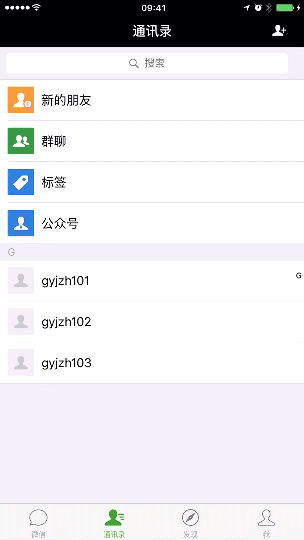 09:41
通讯录
搜索
新的朋友
群聊
标签
公众号
G
gyjzh101
G
gyjzh102
gyjzh103
微信
通讯录
发现
我